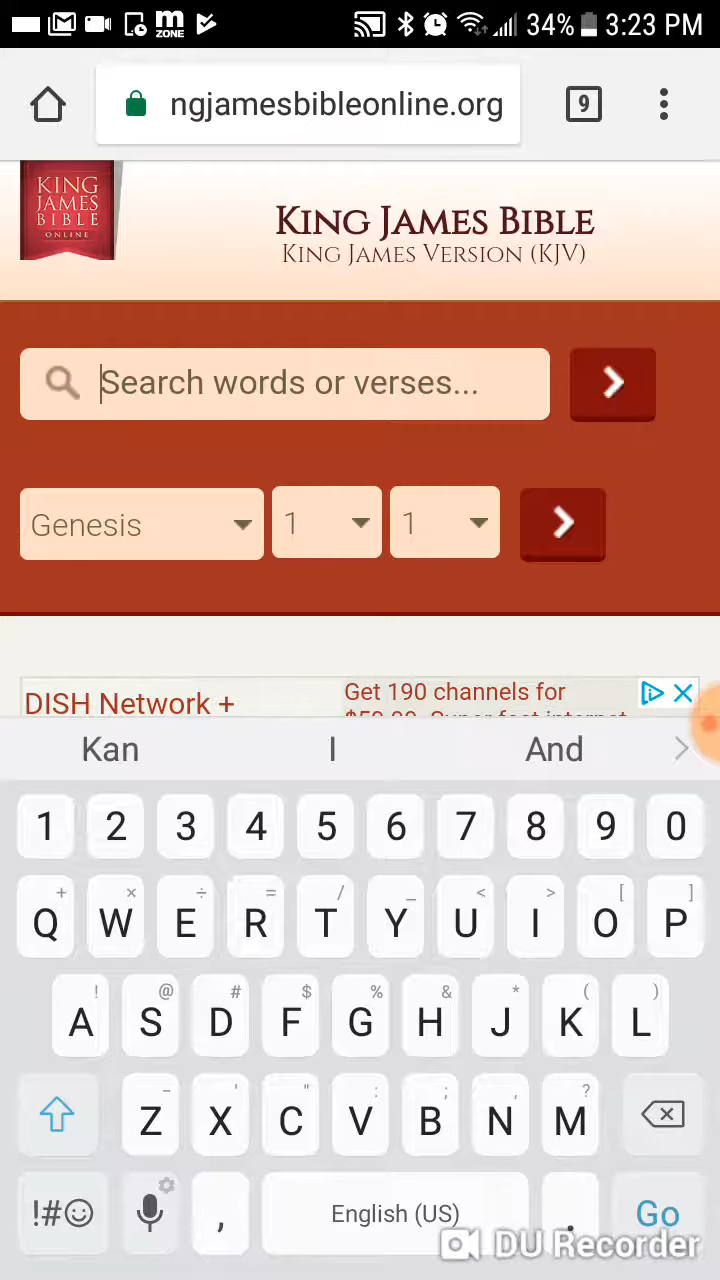 m
ZONE
34%
3:23 PM
ngjamesbibleonline.org
9
KING
JAMES
BIBLE
ONLINE
KING JAMES BIBLE
KING JAMES VERSION (KJV)
Search words or verses...
Genesis
1
1
DISH Network +
Get 190 channels for
Kan
I
And
1 2 3 4 5 6 7 8 9 0
+ × ÷ = / _ < > [ ]
Q W E R T Y U I O P
! @ # $ % & * ( )
A S D F G H J K L
- ' " : ; , ?
Z X C V B N M
!#☺ , English (US) . Go
DU Recorder